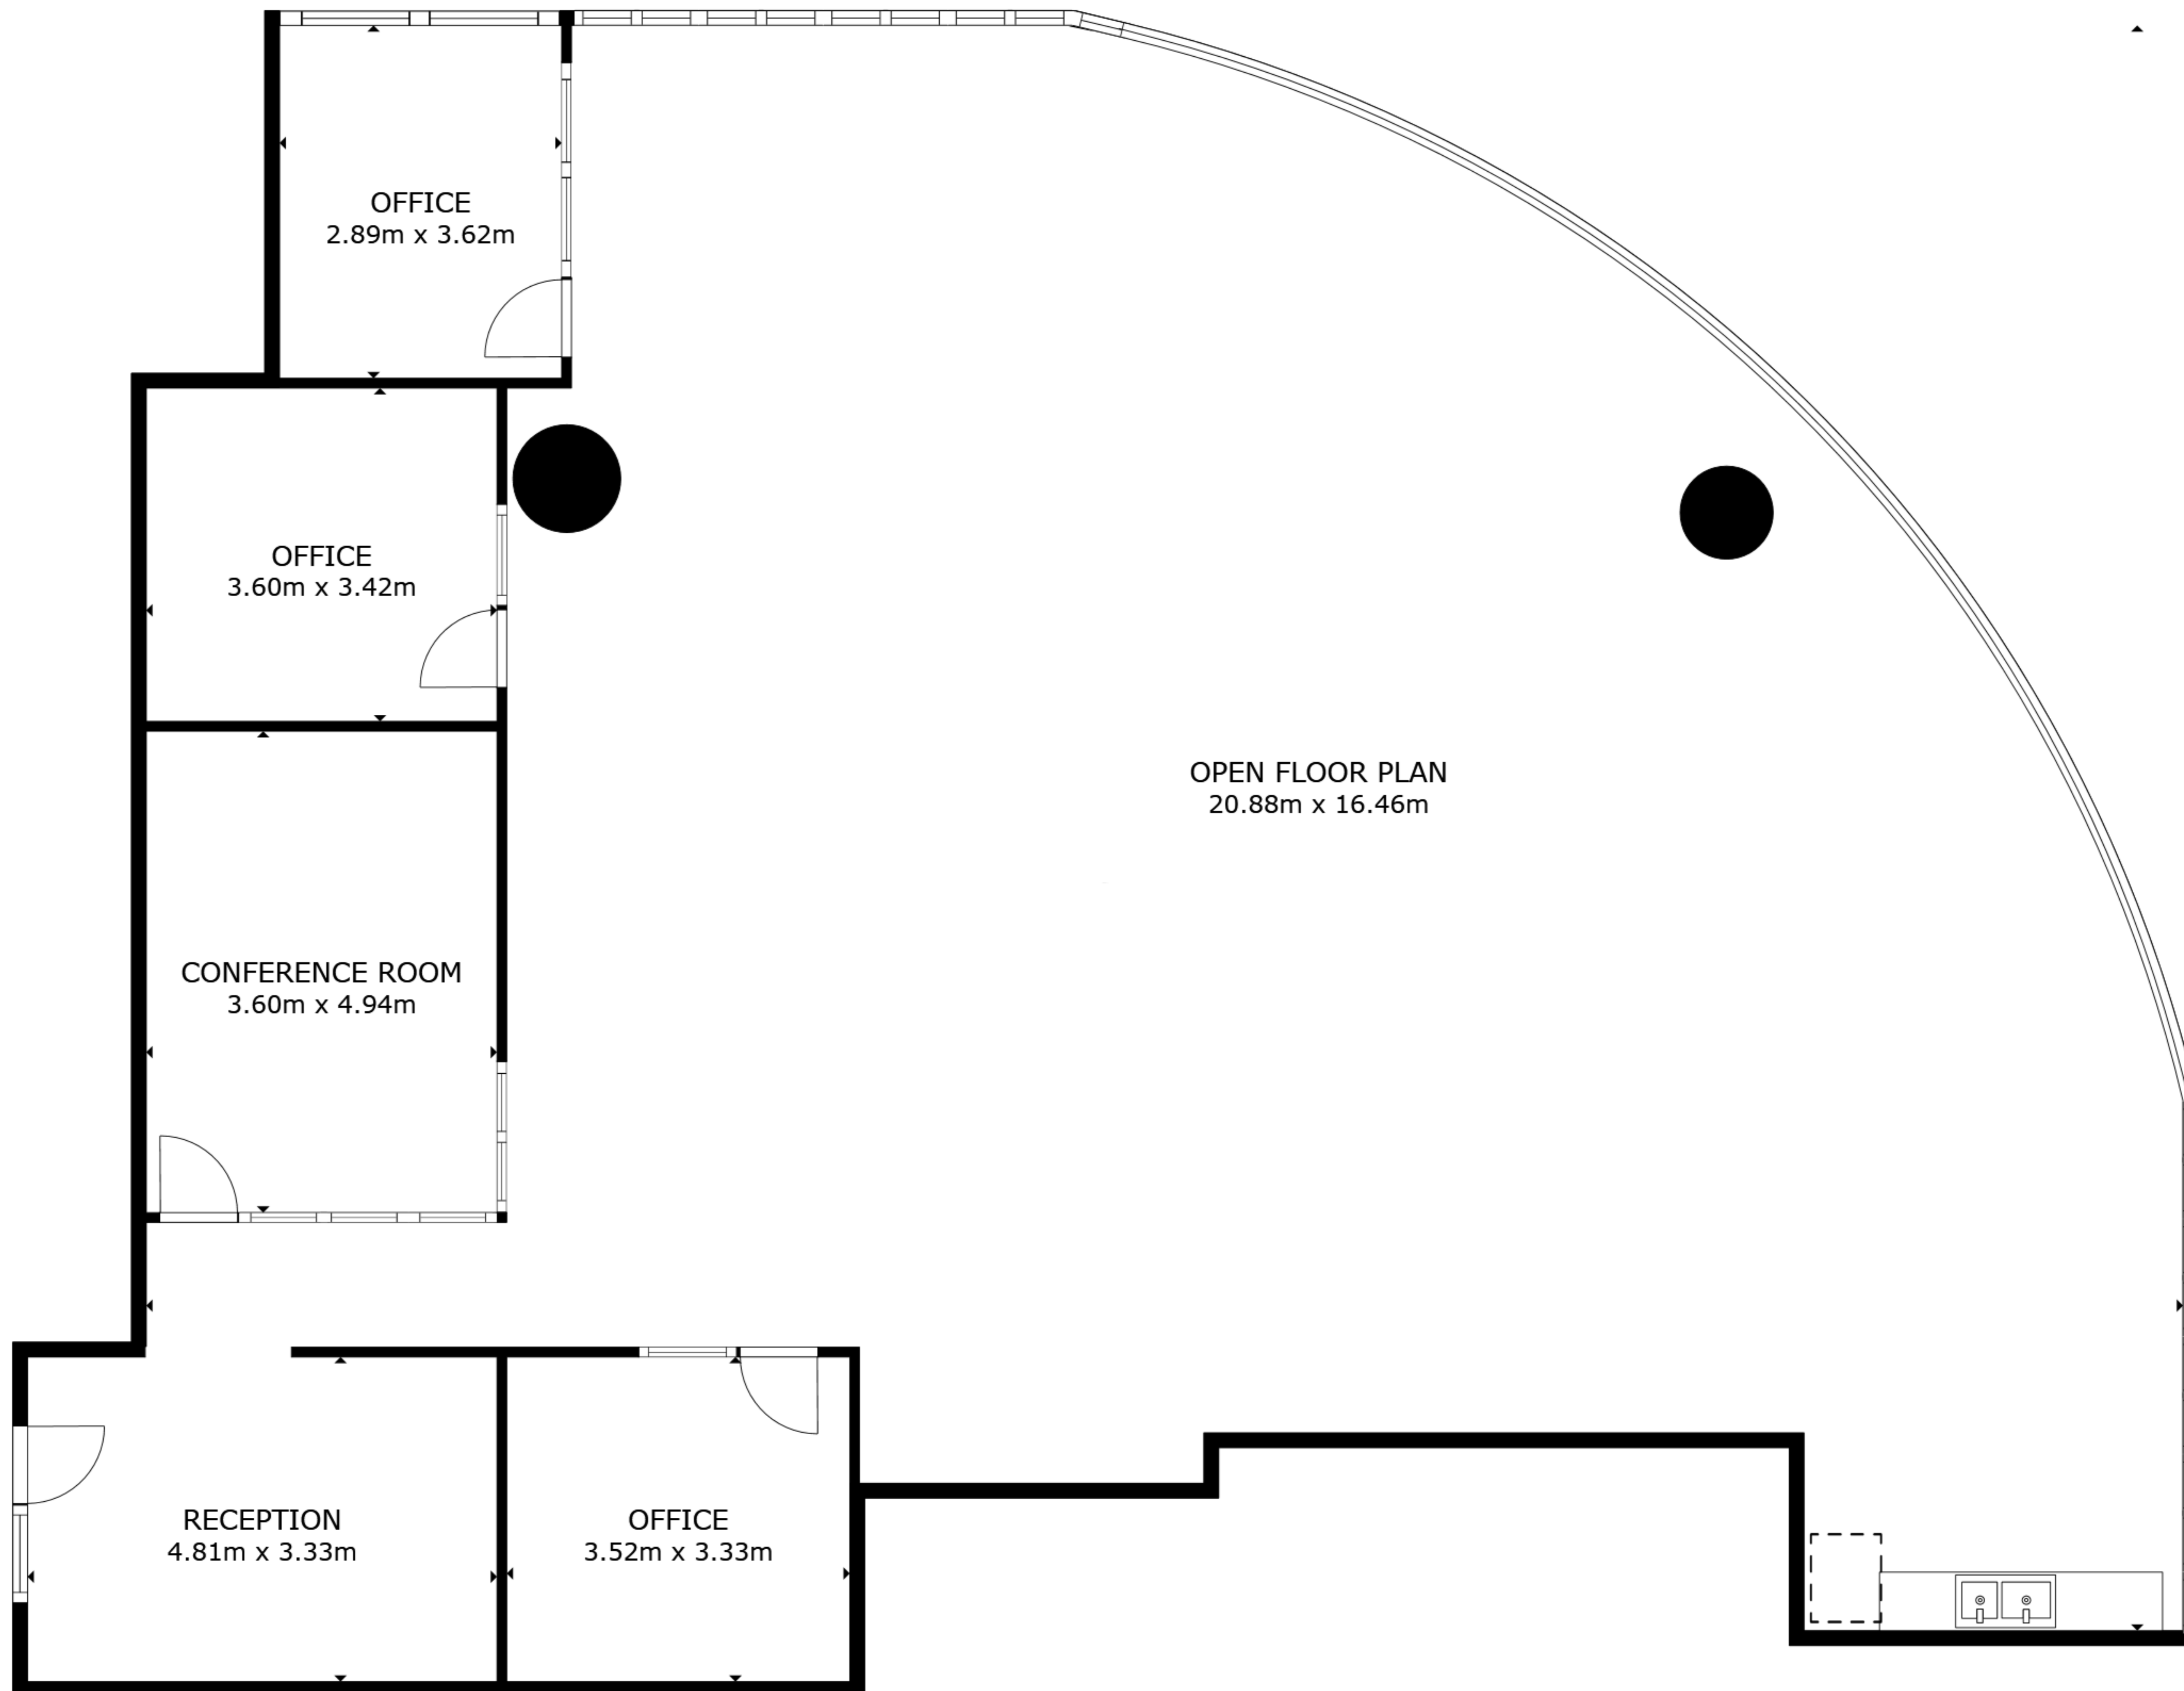 OFFICE
2.89m x 3.62m
OFFICE
3.60m x 3.42m
OPEN FLOOR PLAN
20.88m x 16.46m
CONFERENCE ROOM
3.60m x 4.94m
RECEPTION
4.81m x 3.33m
OFFICE
3.52m x 3.33m